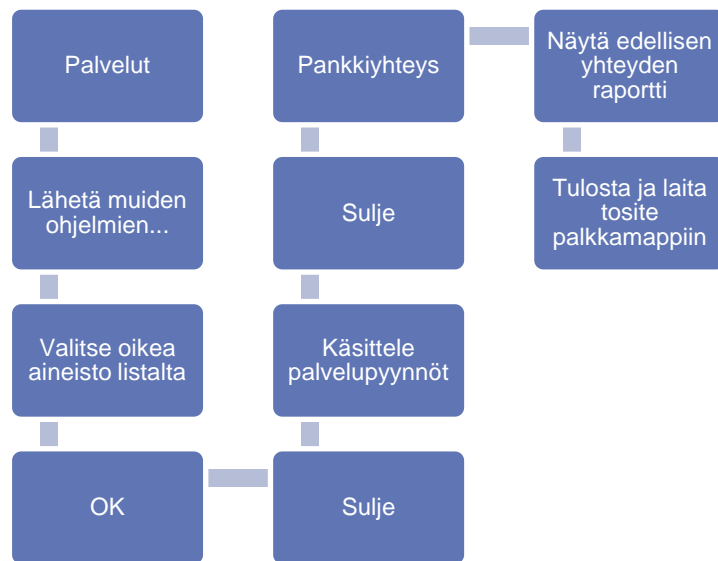 Palvelut
Lähetä muiden
ohjelmien...
Valitse oikea
aineisto listalta
OK
Sulje
Käsittele
palvelupyynnöt
Sulje
Pankkiyhteys
Näytä edellisen
yhteyden
raportti
Tulosta ja laita
tosite
palkkamappiin